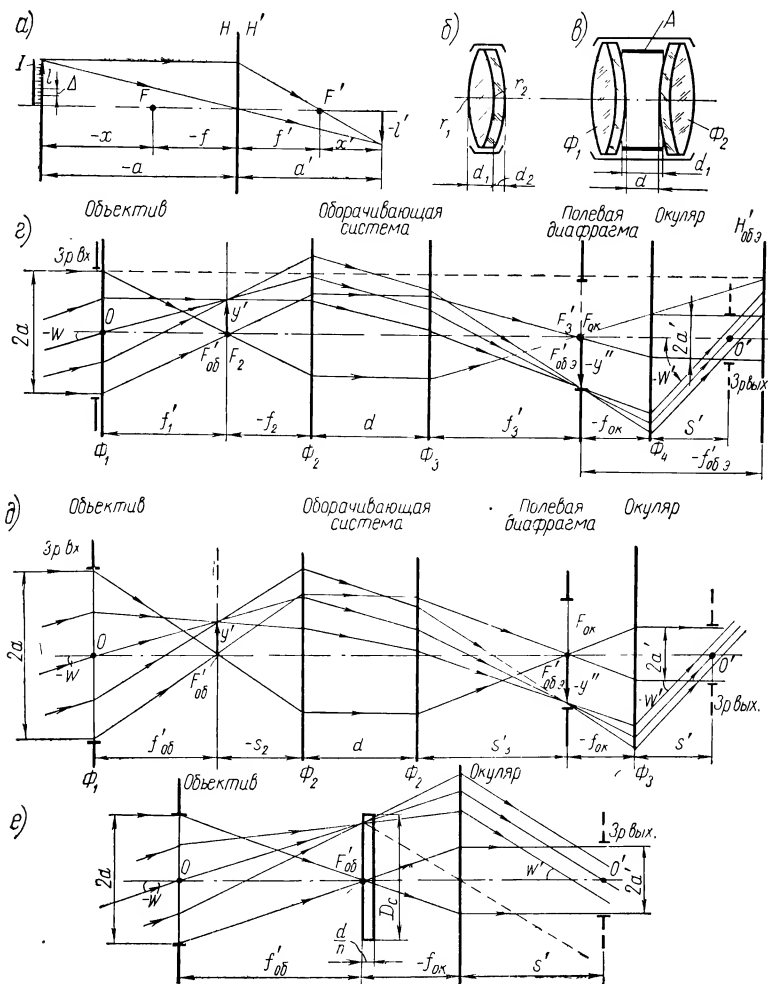 а)
H H'
I
l
Δ
F
F'
-l'
-x
-f
f'
x'
-a
a'
б)
r₁
r₂
d₁
d₂
в)
A
Ф₁
Ф₂
d₁
d
г)
Объектив
Оборачивающая система
Полевая диафрагма
Окуляр
H'об э
Зр вх
2a
O
-W
y'
F'об
F₂
F'₃
Fок
F'об э
-y''
2a'
-W'
O'
Зр вых
f'₁
-f₂
d
f'₃
-fок
S'
-f'об э
Ф₁
Ф₂
Ф₃
Ф₄
д)
Объектив
Оборачивающая система
Полевая диафрагма
Окуляр
Зр вх
2a
O
-W
y'
F'об
Fок
F'об э
-y''
2a'
-W'
O'
Зр вых.
f'об
-s₂
d
s'₃
-fок
s'
Ф₁
Ф₂
Ф₂
Ф₃
е)
Объектив
Окуляр
2a
O
-W
F'об
Dс
d/n
W'
O'
Зр вых.
2a'
f'об
-fок
s'